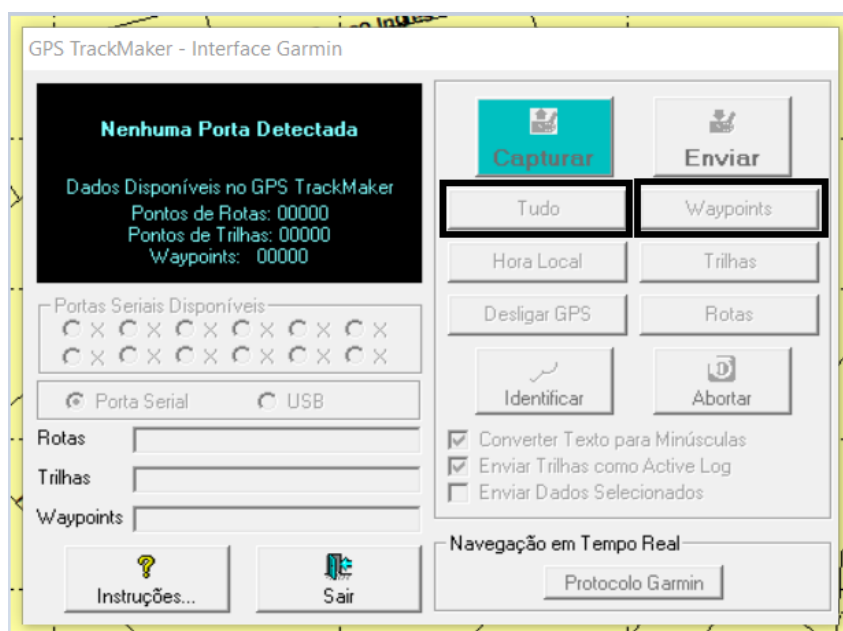 GPS TrackMaker - Interface Garmin
Nenhuma Porta Detectada
Dados Disponíveis no GPS TrackMaker
Pontos de Rotas: 00000
Pontos de Trilhas: 00000
Waypoints: 00000
Portas Seriais Disponíveis
X X X X X X
X X X X X X
Porta Serial USB
Rotas
Trilhas
Waypoints
Instruções...
Sair
Capturar
Enviar
Tudo
Waypoints
Hora Local
Trilhas
Desligar GPS
Rotas
Identificar
Abortar
Converter Texto para Minúsculas
Enviar Trilhas como Active Log
Enviar Dados Selecionados
Navegação em Tempo Real
Protocolo Garmin